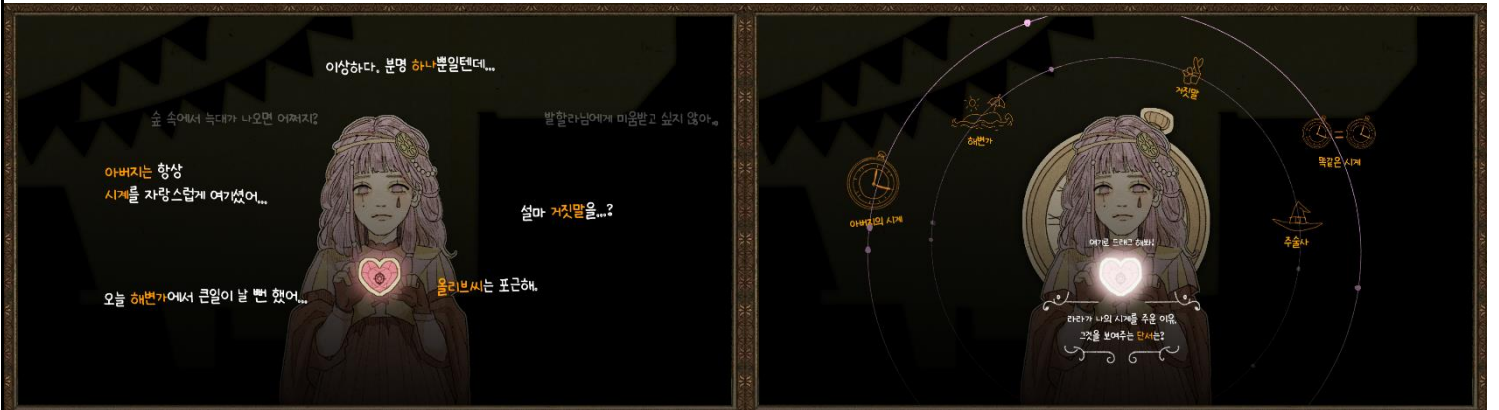 이상하다. 분명 하나뿐일텐데...
숲 속에서 늑대가 나오면 어쩌지?
발할라님에게 미움받고 싶지 않아..
아버지는 항상
시계를 자랑스럽게 여기셨어...
설마 거짓말을...?
오늘 해변가에서 큰일이 날 뻔 했어...
올리브씨는 포근해.
거짓말
해변가
똑같은 시계
아버지의 시계
주술사
여기로 드래그 해봐!
라라가 나의 시계를 주운 이유,
그것을 보여주는 단서는?